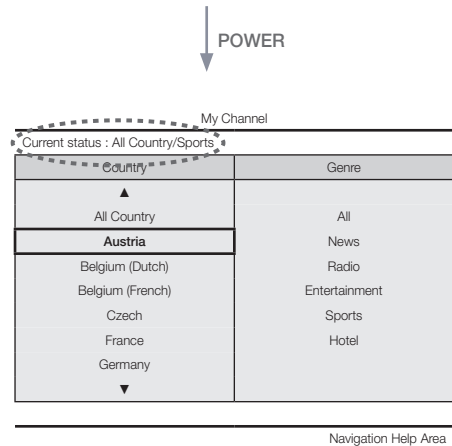 POWER
My Channel
Current status : All Country/Sports
Country Genre
▲
All Country All
Austria News
Belgium (Dutch) Radio
Belgium (French) Entertainment
Czech Sports
France Hotel
Germany
▼
Navigation Help Area